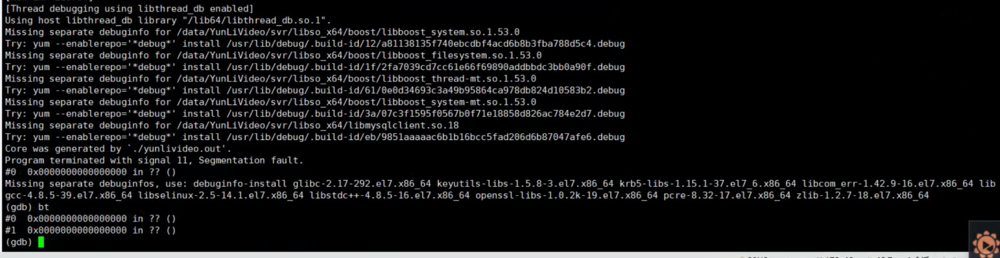 [Thread debugging using libthread_db enabled]
Using host libthread_db library "/lib64/libthread_db.so.1".
Missing separate debuginfo for /data/YunLiVideo/svr/libso_x64/boost/libboost_system.so.1.53.0
Try: yum --enablerepo='*debug*' install /usr/lib/debug/.build-id/12/a81138135f740ebcdbf4acd6b8b3fba788d5c4.debug
Missing separate debuginfo for /data/YunLiVideo/svr/libso_x64/boost/libboost_filesystem.so.1.53.0
Try: yum --enablerepo='*debug*' install /usr/lib/debug/.build-id/1f/2fa7039cd7cc61e66f69890addbbdc3bb0a90f.debug
Missing separate debuginfo for /data/YunLiVideo/svr/libso_x64/boost/libboost_thread-mt.so.1.53.0
Try: yum --enablerepo='*debug*' install /usr/lib/debug/.build-id/61/0e0d34693c3a49b95864ca978db824d10583b2.debug
Missing separate debuginfo for /data/YunLiVideo/svr/libso_x64/boost/libboost_system-mt.so.1.53.0
Try: yum --enablerepo='*debug*' install /usr/lib/debug/.build-id/3a/07c3f1595f0567b0f71e18858d826ac784e2d7.debug
Missing separate debuginfo for /data/YunLiVideo/svr/libso_x64/libmysqlclient.so.18
Try: yum --enablerepo='*debug*' install /usr/lib/debug/.build-id/eb/9851aaaaac6b1b16bcc5fad206d6b87047afe6.debug
Core was generated by `./yunlivideo.out'.
Program terminated with signal 11, Segmentation fault.
#0  0x0000000000000000 in ?? ()
Missing separate debuginfos, use: debuginfo-install glibc-2.17-292.el7.x86_64 keyutils-libs-1.5.8-3.el7.x86_64 krb5-libs-1.15.1-37.el7_6.x86_64 libcom_err-1.42.9-16.el7.x86_64 lib
gcc-4.8.5-39.el7.x86_64 libselinux-2.5-14.1.el7.x86_64 libstdc++-4.8.5-16.el7.x86_64 openssl-libs-1.0.2k-19.el7.x86_64 pcre-8.32-17.el7.x86_64 zlib-1.2.7-18.el7.x86_64
(gdb) bt
#0  0x0000000000000000 in ?? ()
#1  0x0000000000000000 in ?? ()
(gdb)